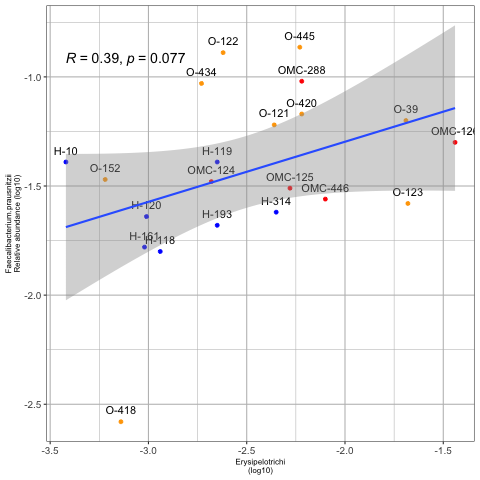 R = 0.39, p = 0.077
O-122
O-445
O-434
OMC-288
O-420
O-121
O-39
OMC-126
H-10
H-119
O-152
OMC-124
OMC-125
OMC-446
O-123
H-120
H-193
H-314
H-161
H-118
O-418
-1.0
-1.5
-2.0
-2.5
-3.5
-3.0
-2.5
-2.0
-1.5
Faecalibacterium.prausnitzii
Relative abundance (log10)
Erysipelotrichi
(log10)